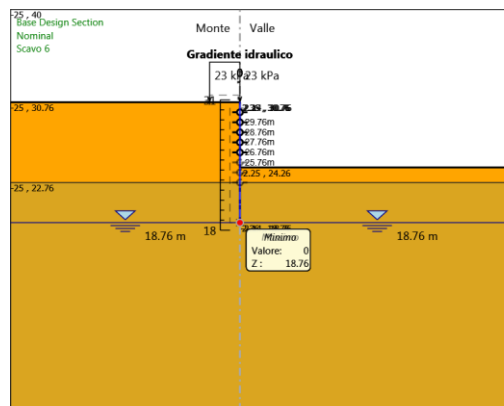 -25 , 40
Base Design Section
Nominal
Scavo 6
Monte Valle
Gradiente idraulico
23 kPa 23 kPa
-25 , 30.76
29.76m
28.76m
27.76m
26.76m
25.76m
2.25 , 24.26
-25 , 22.76
18
18.76 m 18.76 m
Minimo
Valore: 0
Z : 18.76